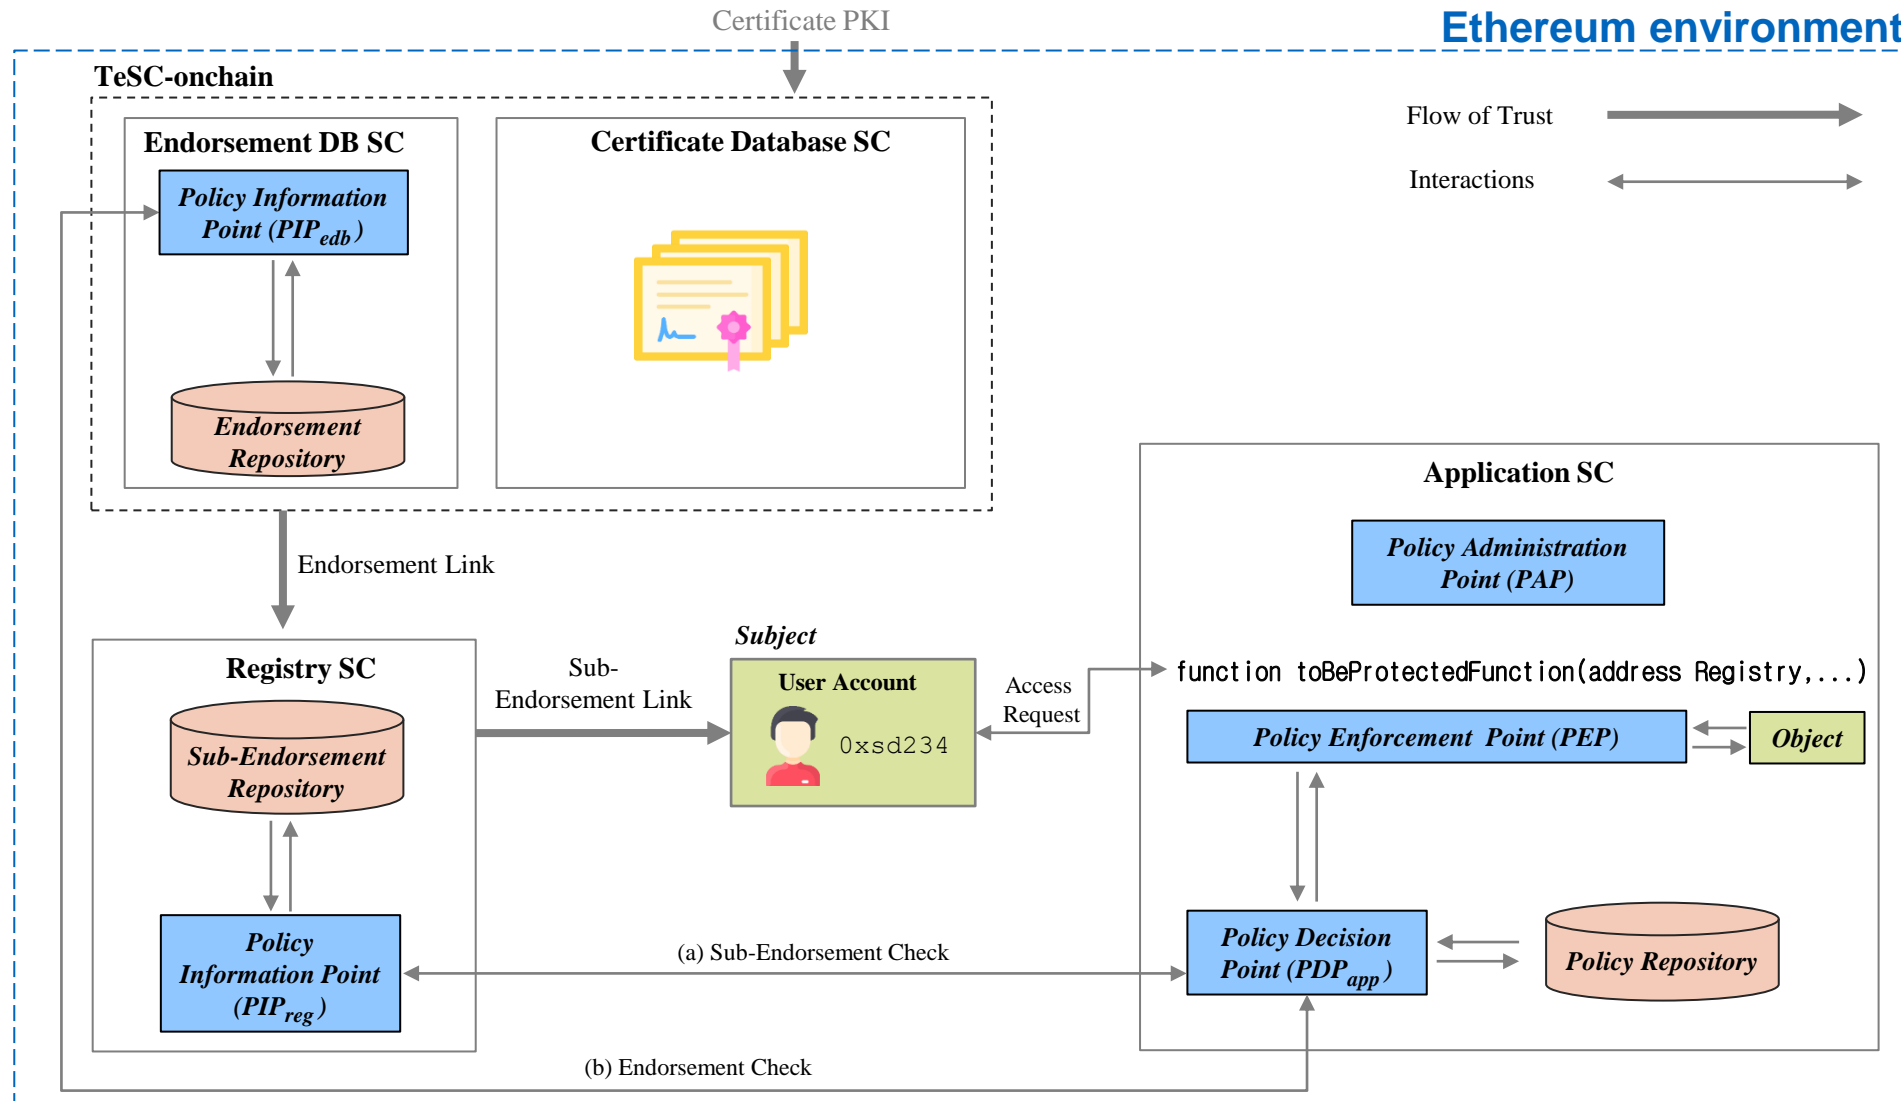 Certificate PKI
Ethereum environment
TeSC-onchain
Endorsement DB SC
Policy Information
Point (PIPedb)
Endorsement
Repository
Certificate Database SC
Flow of Trust
Interactions
Endorsement Link
Application SC
Policy Administration
Point (PAP)
function toBeProtectedFunction(address Registry,...)
Policy Enforcement Point (PEP)
Object
Policy Decision
Point (PDPapp)
Policy Repository
Registry SC
Sub-Endorsement
Repository
Policy
Information Point
(PIPreg)
Sub-
Endorsement Link
Subject
User Account
0xsd234
Access
Request
(a) Sub-Endorsement Check
(b) Endorsement Check